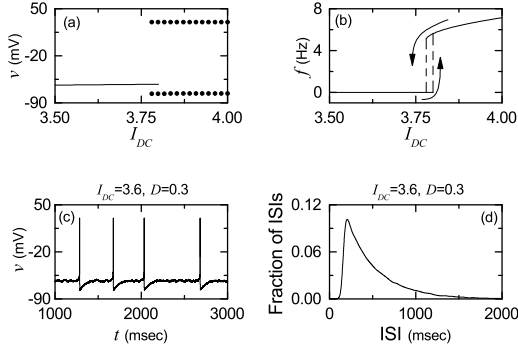 50
(a)
v (mV)
-20
-90
3.50
3.75
4.00
I_DC
8
(b)
f (Hz)
4
0
3.50
3.75
4.00
I_DC
I_DC=3.6, D=0.3
50
(c)
v (mV)
-20
-90
1000
2000
3000
t (msec)
I_DC=3.6, D=0.3
0.12
(d)
Fraction of ISIs
0.06
0.00
0
1000
2000
ISI (msec)